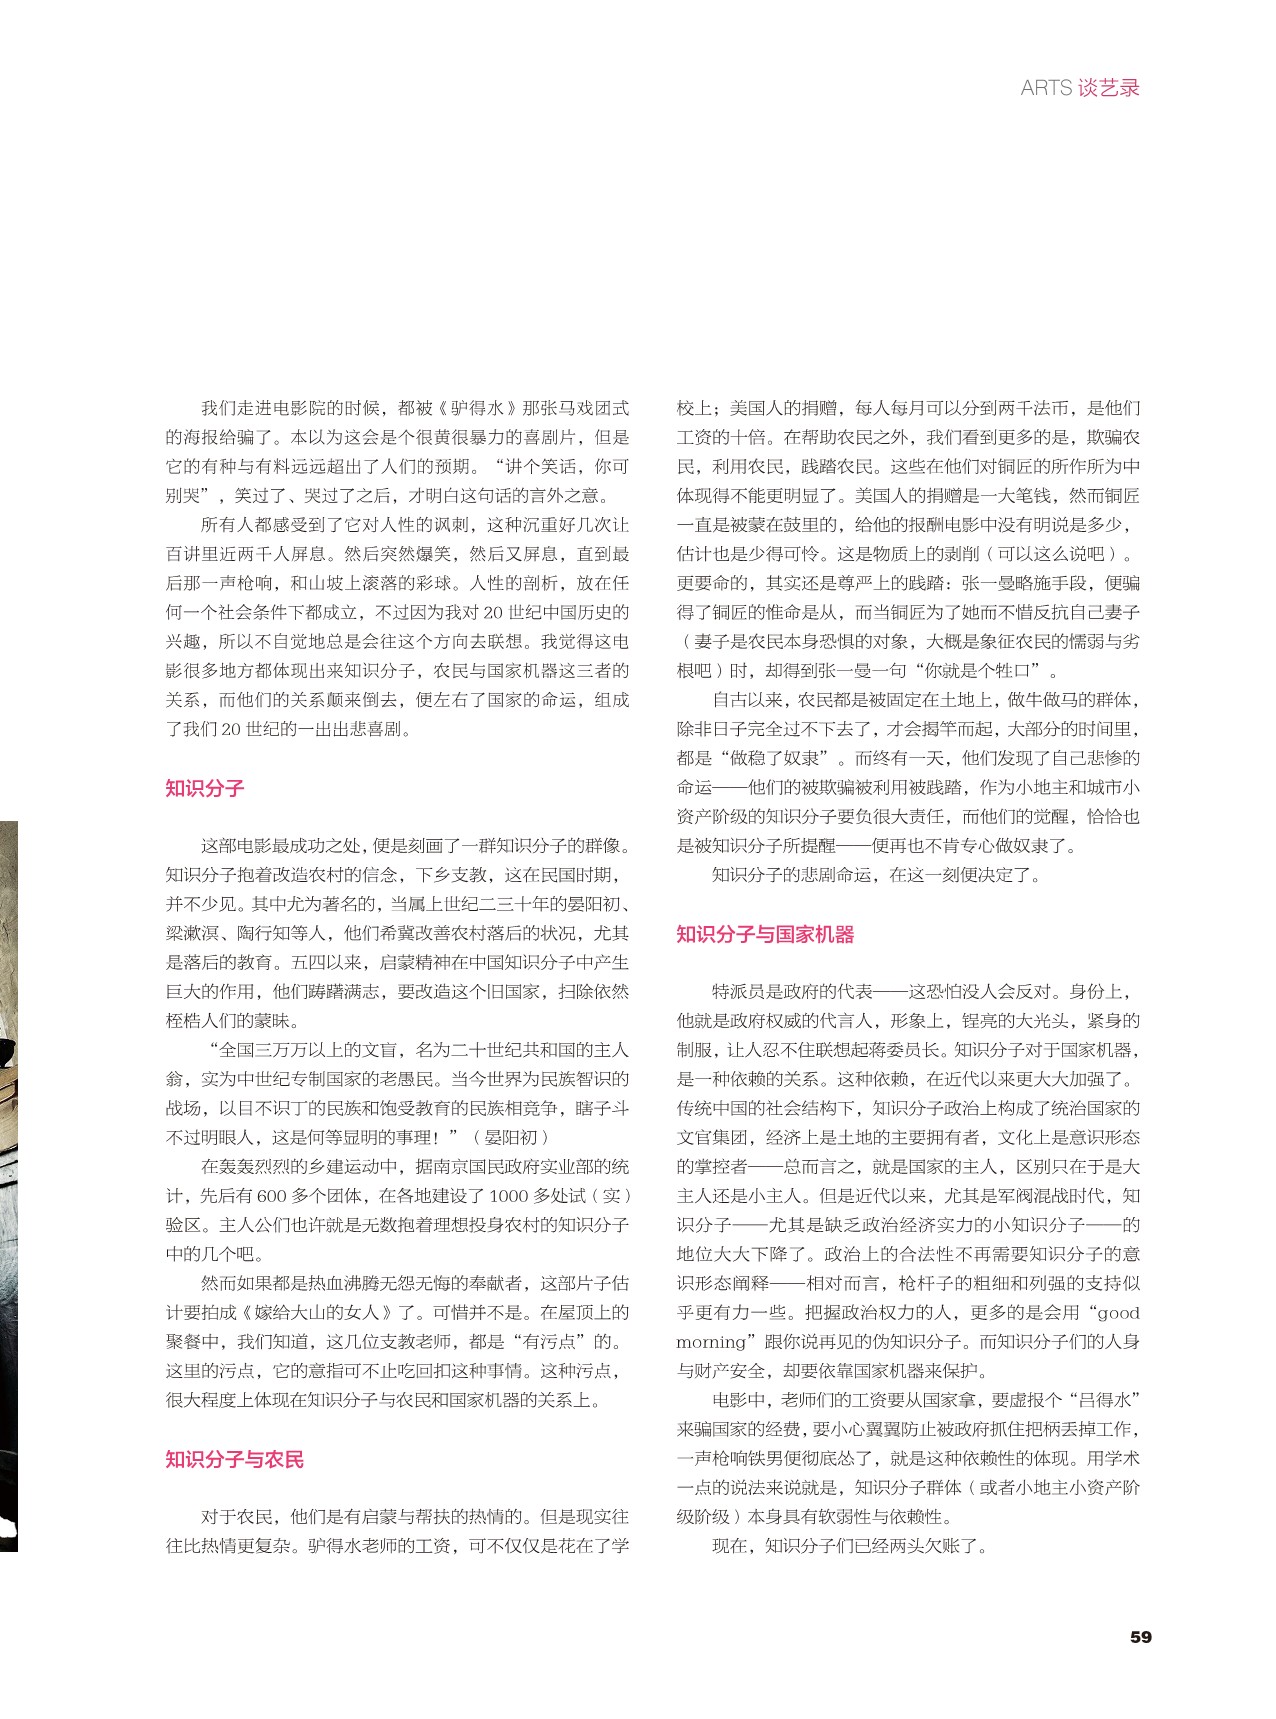 ARTS 谈艺录
我们走进电影院的时候，都被《驴得水》那张马戏团式
的海报给骗了。本以为这会是个很黄很暴力的喜剧片，但是
它的有种与有料远远超出了人们的预期。“讲个笑话，你可
别哭”，笑过了、哭过了之后，才明白这句话的言外之意。
所有人都感受到了它对人性的讽刺，这种沉重好几次让
百讲里近两千人屏息。然后突然爆笑，然后又屏息，直到最
后那一声枪响，和山坡上滚落的彩球。人性的剖析，放在任
何一个社会条件下都成立，不过因为我对 20 世纪中国历史的
兴趣，所以不自觉地总是会往这个方向去联想。我觉得这电
影很多地方都体现出来知识分子，农民与国家机器这三者的
关系，而他们的关系颠来倒去，便左右了国家的命运，组成
了我们 20 世纪的一出出悲喜剧。
知识分子
这部电影最成功之处，便是刻画了一群知识分子的群像。
知识分子抱着改造农村的信念，下乡支教，这在民国时期，
并不少见。其中尤为著名的，当属上世纪二三十年的晏阳初、
梁漱溟、陶行知等人，他们希冀改善农村落后的状况，尤其
是落后的教育。五四以来，启蒙精神在中国知识分子中产生
巨大的作用，他们踌躇满志，要改造这个旧国家，扫除依然
桎梏人们的蒙昧。
“全国三万万以上的文盲，名为二十世纪共和国的主人
翁，实为中世纪专制国家的老愚民。当今世界为民族智识的
战场，以目不识丁的民族和饱受教育的民族相竞争，瞎子斗
不过明眼人，这是何等显明的事理！”（晏阳初）
在轰轰烈烈的乡建运动中，据南京国民政府实业部的统
计，先后有 600 多个团体，在各地建设了 1000 多处试（实）
验区。主人公们也许就是无数抱着理想投身农村的知识分子
中的几个吧。
然而如果都是热血沸腾无怨无悔的奉献者，这部片子估
计要拍成《嫁给大山的女人》了。可惜并不是。在屋顶上的
聚餐中，我们知道，这几位支教老师，都是“有污点”的。
这里的污点，它的意指可不止吃回扣这种事情。这种污点，
很大程度上体现在知识分子与农民和国家机器的关系上。
知识分子与农民
对于农民，他们是有启蒙与帮扶的热情的。但是现实往
往比热情更复杂。驴得水老师的工资，可不仅仅是花在了学
校上；美国人的捐赠，每人每月可以分到两千法币，是他们
工资的十倍。在帮助农民之外，我们看到更多的是，欺骗农
民，利用农民，践踏农民。这些在他们对铜匠的所作所为中
体现得不能更明显了。美国人的捐赠是一大笔钱，然而铜匠
一直是被蒙在鼓里的，给他的报酬电影中没有明说是多少，
估计也是少得可怜。这是物质上的剥削（可以这么说吧）。
更要命的，其实还是尊严上的践踏：张一曼略施手段，便骗
得了铜匠的惟命是从，而当铜匠为了她而不惜反抗自己妻子
（妻子是农民本身恐惧的对象，大概是象征农民的懦弱与劣
根吧）时，却得到张一曼一句“你就是个牲口”。
自古以来，农民都是被固定在土地上，做牛做马的群体，
除非日子完全过不下去了，才会揭竿而起，大部分的时间里，
都是“做稳了奴隶”。而终有一天，他们发现了自己悲惨的
命运——他们的被欺骗被利用被践踏，作为小地主和城市小
资产阶级的知识分子要负很大责任，而他们的觉醒，恰恰也
是被知识分子所提醒——便再也不肯专心做奴隶了。
知识分子的悲剧命运，在这一刻便决定了。
知识分子与国家机器
特派员是政府的代表——这恐怕没人会反对。身份上，
他就是政府权威的代言人，形象上，锃亮的大光头，紧身的
制服，让人忍不住联想起蒋委员长。知识分子对于国家机器，
是一种依赖的关系。这种依赖，在近代以来更大大加强了。
传统中国的社会结构下，知识分子政治上构成了统治国家的
文官集团，经济上是土地的主要拥有者，文化上是意识形态
的掌控者——总而言之，就是国家的主人，区别只在于是大
主人还是小主人。但是近代以来，尤其是军阀混战时代，知
识分子——尤其是缺乏政治经济实力的小知识分子——的
地位大大下降了。政治上的合法性不再需要知识分子的意
识形态阐释——相对而言，枪杆子的粗细和列强的支持似
乎更有力一些。把握政治权力的人，更多的是会用“good
morning”跟你说再见的伪知识分子。而知识分子们的人身
与财产安全，却要依靠国家机器来保护。
电影中，老师们的工资要从国家拿，要虚报个“吕得水”
来骗国家的经费，要小心翼翼防止被政府抓住把柄丢掉工作，
一声枪响铁男便彻底怂了，就是这种依赖性的体现。用学术
一点的说法来说就是，知识分子群体（或者小地主小资产阶
级阶级）本身具有软弱性与依赖性。
现在，知识分子们已经两头欠账了。
59